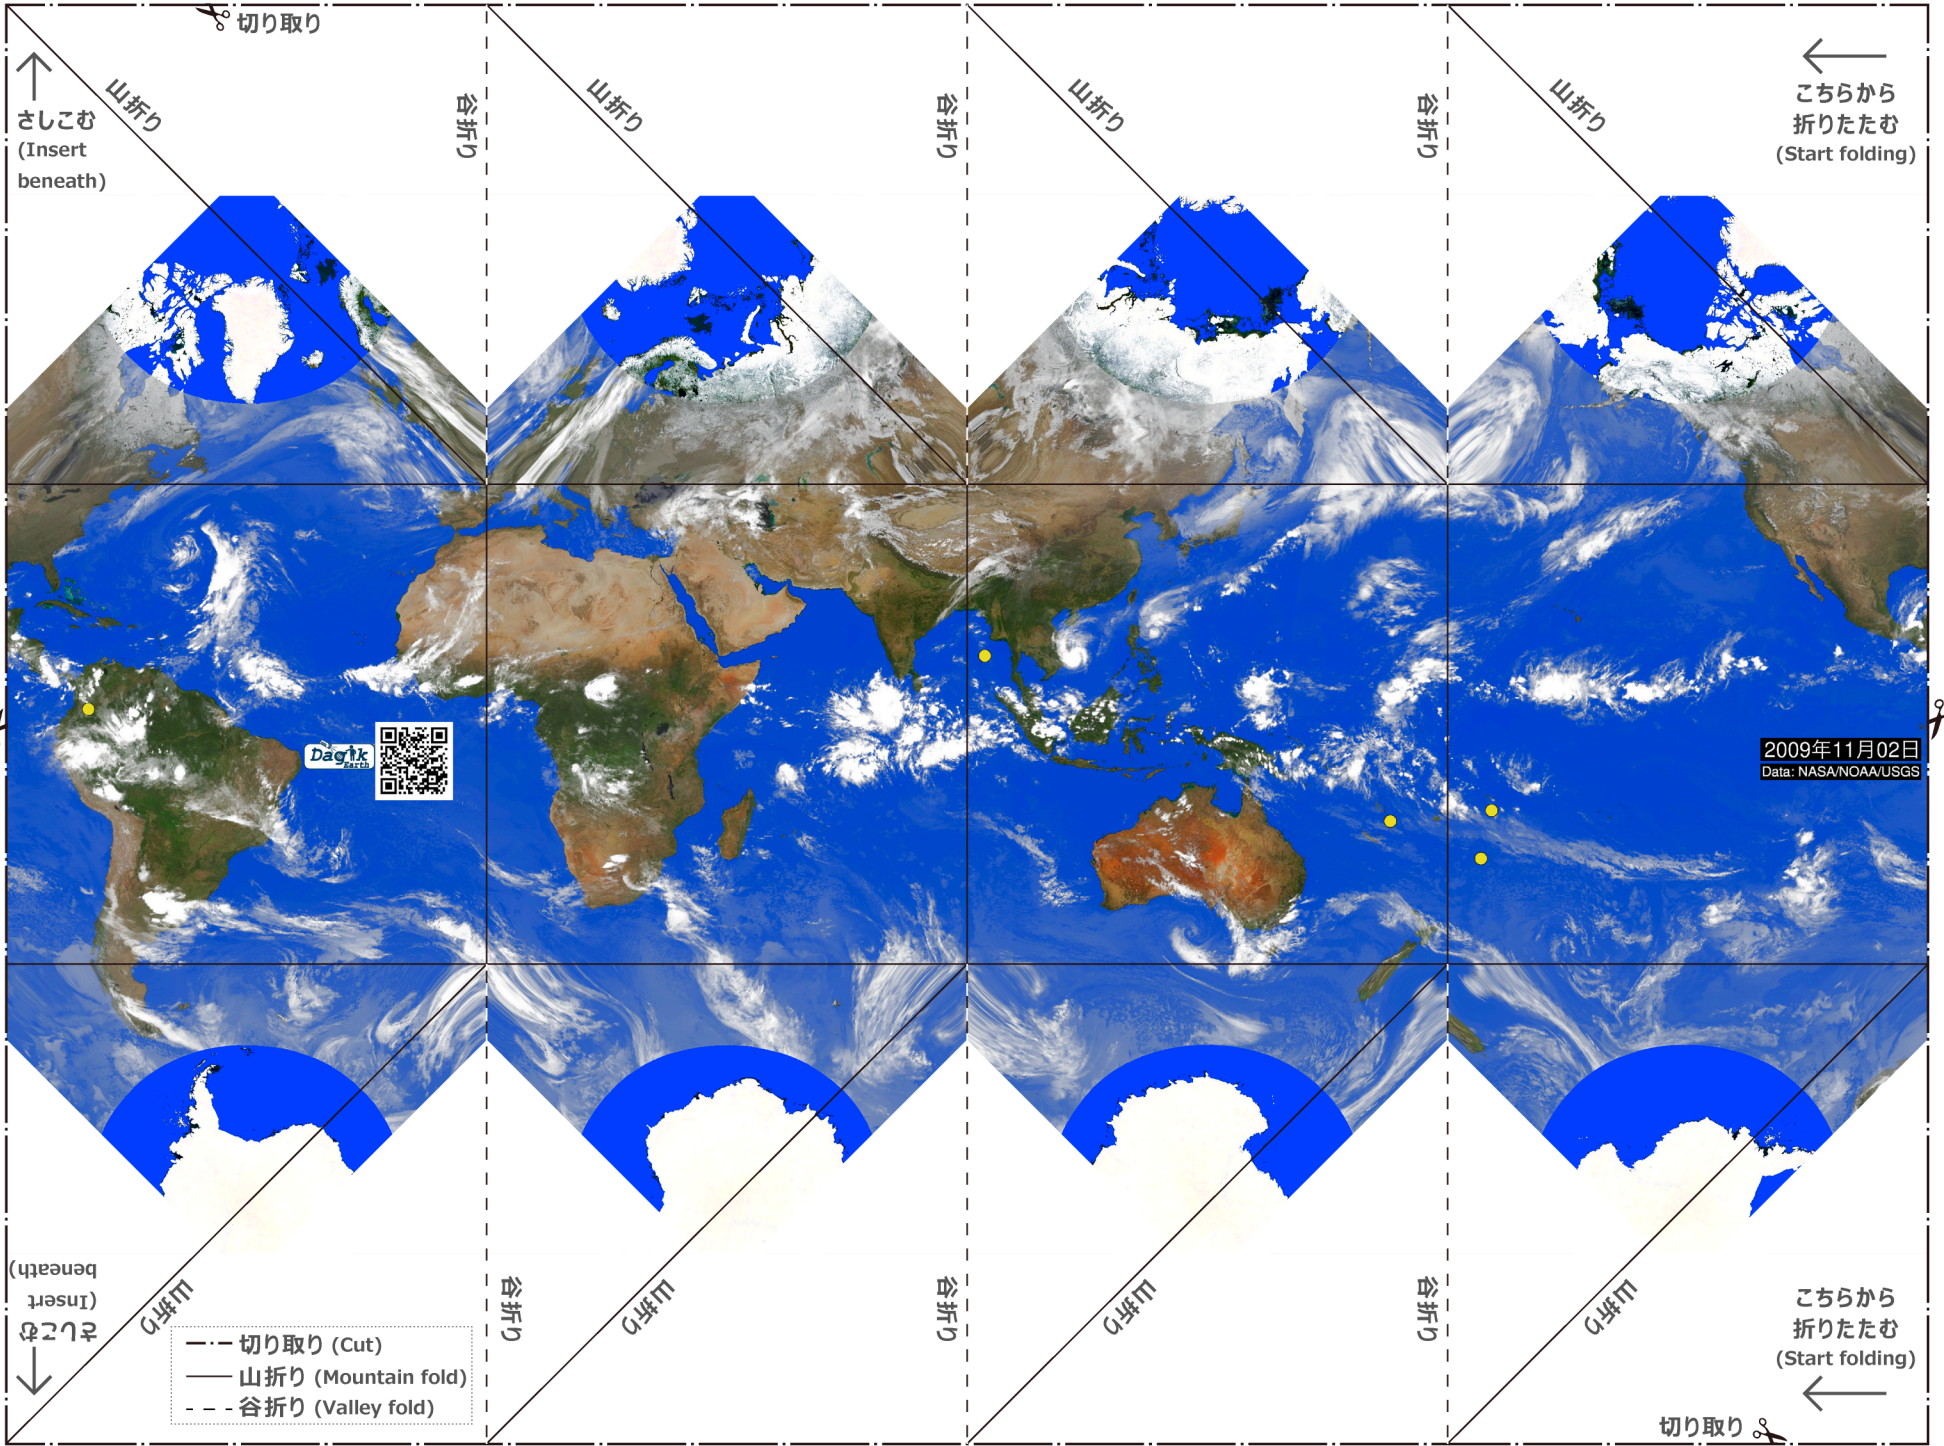 切り取り
山折り
谷折り
山折り
谷折り
山折り
谷折り
山折り
こちらから
折りたたむ
(Start folding)
さしこむ
(Insert
beneath)
Dagik
Earth
2009年11月02日
Data: NASA/NOAA/USGS
さしこむ
(Insert
beneath)
山折り
谷折り
山折り
谷折り
山折り
谷折り
山折り
こちらから
折りたたむ
(Start folding)
切り取り (Cut)
山折り (Mountain fold)
谷折り (Valley fold)
切り取り